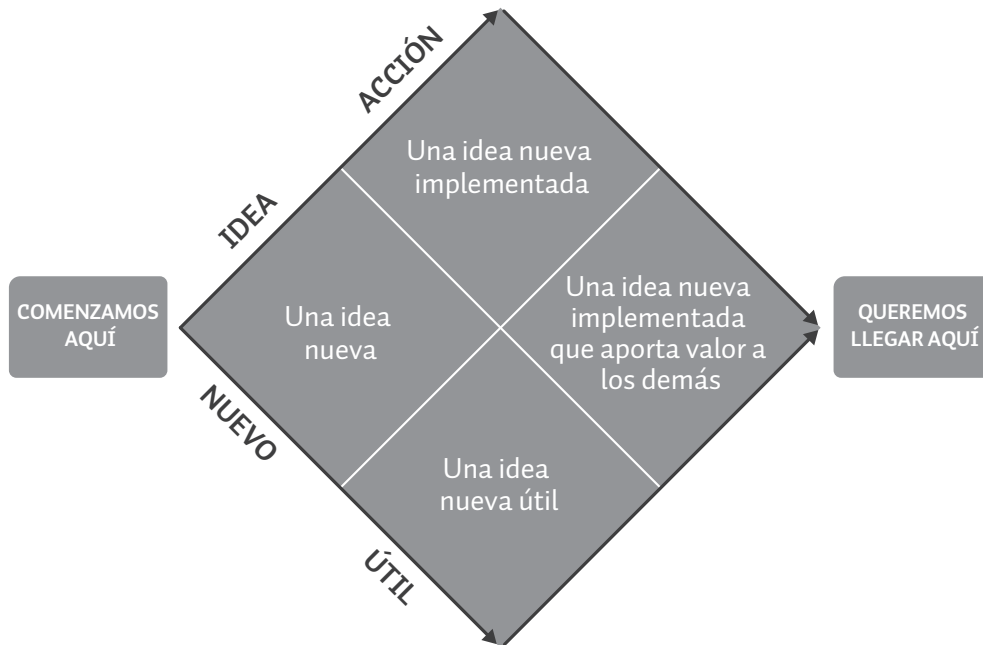 ACCIÓN
Una idea nueva
implementada
IDEA
COMENZAMOS
AQUÍ
Una idea
nueva
Una idea nueva
implementada
que aporta valor a
los demás
QUEREMOS
LLEGAR AQUÍ
NUEVO
Una idea
nueva útil
ÚTIL